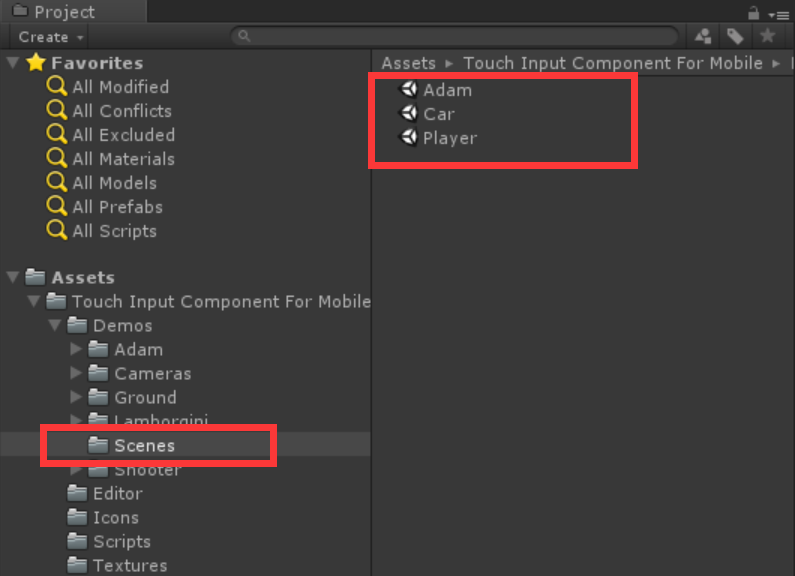 Project
Create
Favorites
All Modified
All Conflicts
All Excluded
All Materials
All Models
All Prefabs
All Scripts
Assets
Touch Input Component For Mobile
Demos
Adam
Cameras
Ground
Lamborgini
Scenes
Shooter
Editor
Icons
Scripts
Textures
Assets ▸ Touch Input Component For Mobile ▸
Adam
Car
Player